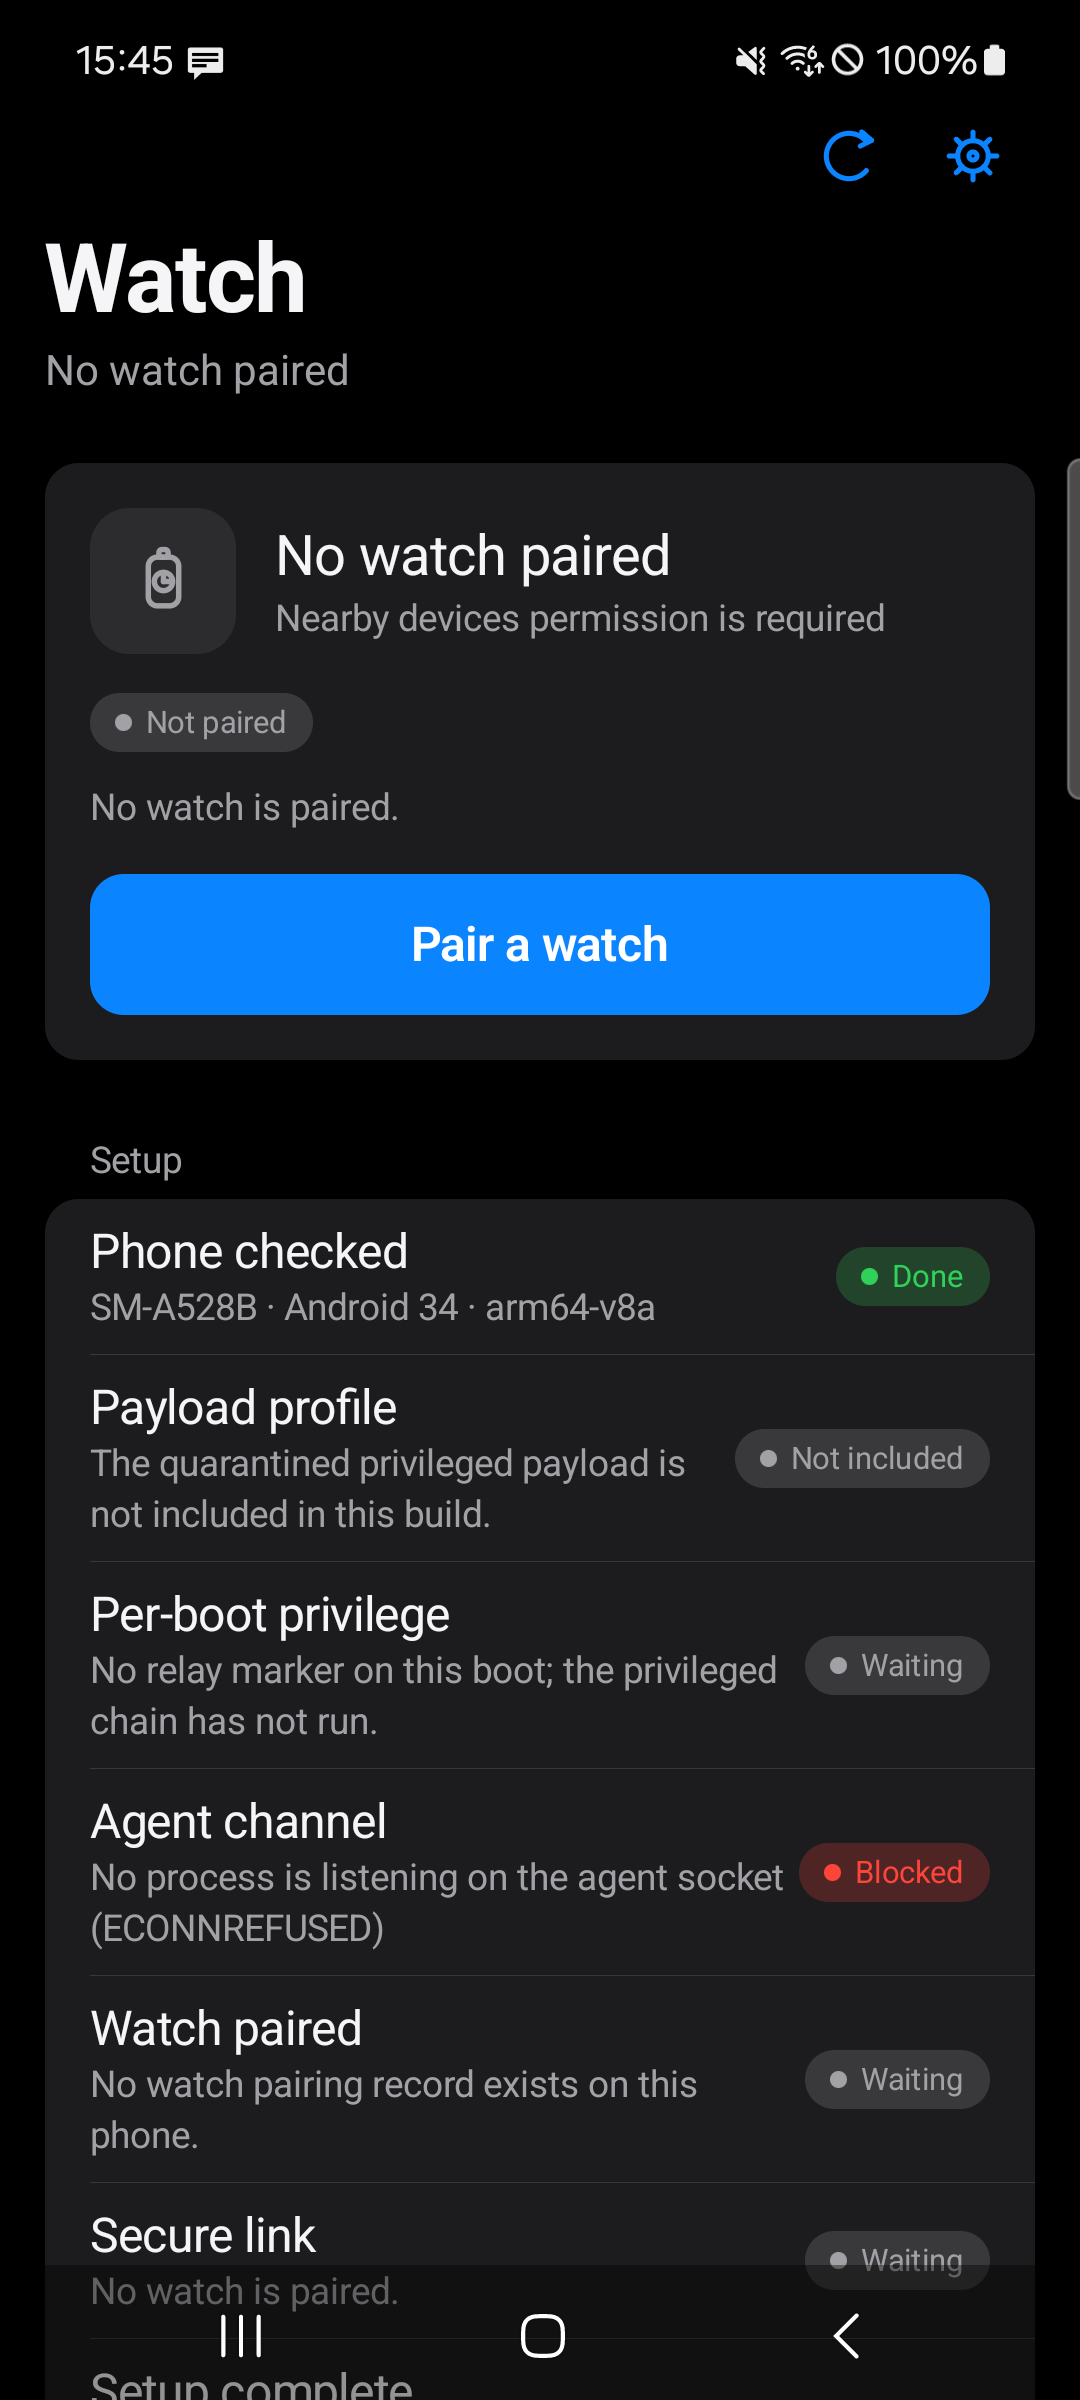 15:45
100%
Watch
No watch paired
No watch paired
Nearby devices permission is required
Not paired
No watch is paired.
Pair a watch
Setup
Phone checked
SM-A528B · Android 34 · arm64-v8a
Done
Payload profile
The quarantined privileged payload is
not included in this build.
Not included
Per-boot privilege
No relay marker on this boot; the privileged
chain has not run.
Waiting
Agent channel
No process is listening on the agent socket
(ECONNREFUSED)
Blocked
Watch paired
No watch pairing record exists on this
phone.
Waiting
Secure link
No watch is paired.
Waiting
Setup complete